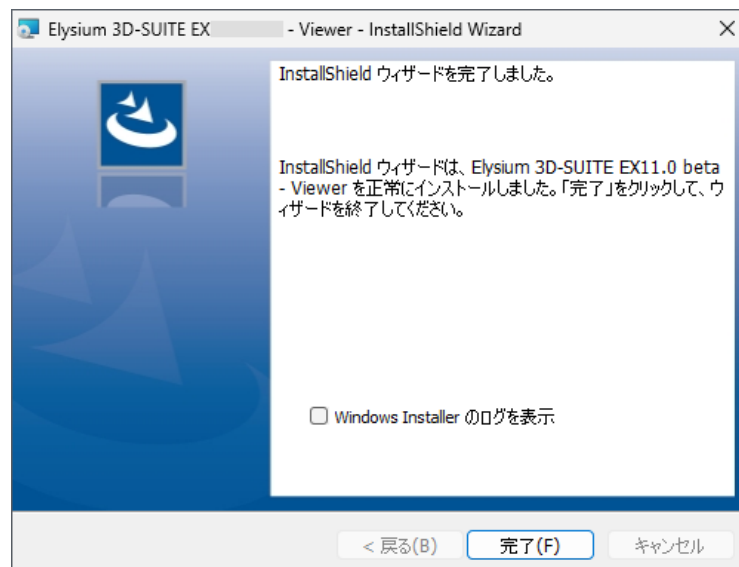 Elysium 3D-SUITE EX - Viewer - InstallShield Wizard
InstallShield ウィザードを完了しました。
InstallShield ウィザードは、Elysium 3D-SUITE EX11.0 beta
- Viewer を正常にインストールしました。「完了」をクリックして、ウ
ィザードを終了してください。
Windows Installer のログを表示
< 戻る(B)
完了(F)
キャンセル